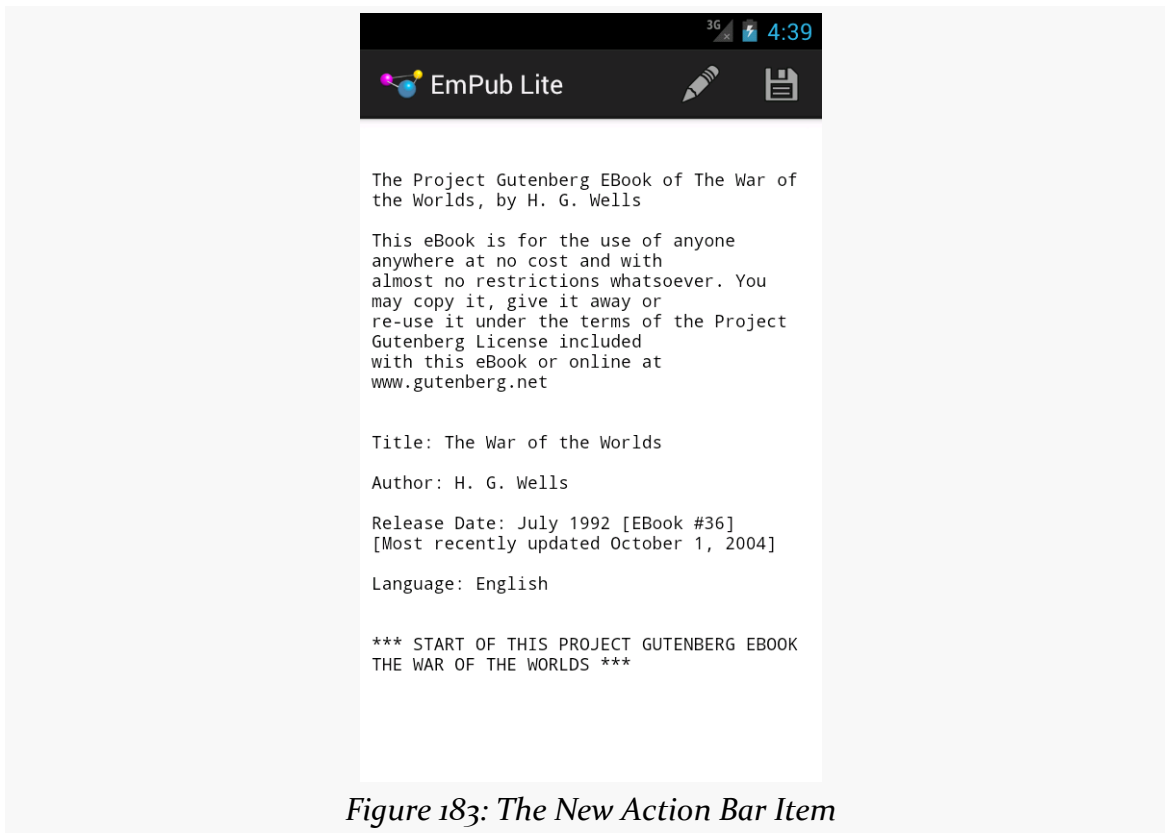 3G 4:39
EmPub Lite
The Project Gutenberg EBook of The War of
the Worlds, by H. G. Wells
This eBook is for the use of anyone
anywhere at no cost and with
almost no restrictions whatsoever. You
may copy it, give it away or
re-use it under the terms of the Project
Gutenberg License included
with this eBook or online at
www.gutenberg.net
Title: The War of the Worlds
Author: H. G. Wells
Release Date: July 1992 [EBook #36]
[Most recently updated October 1, 2004]
Language: English
*** START OF THIS PROJECT GUTENBERG EBOOK
THE WAR OF THE WORLDS ***
Figure 183: The New Action Bar Item